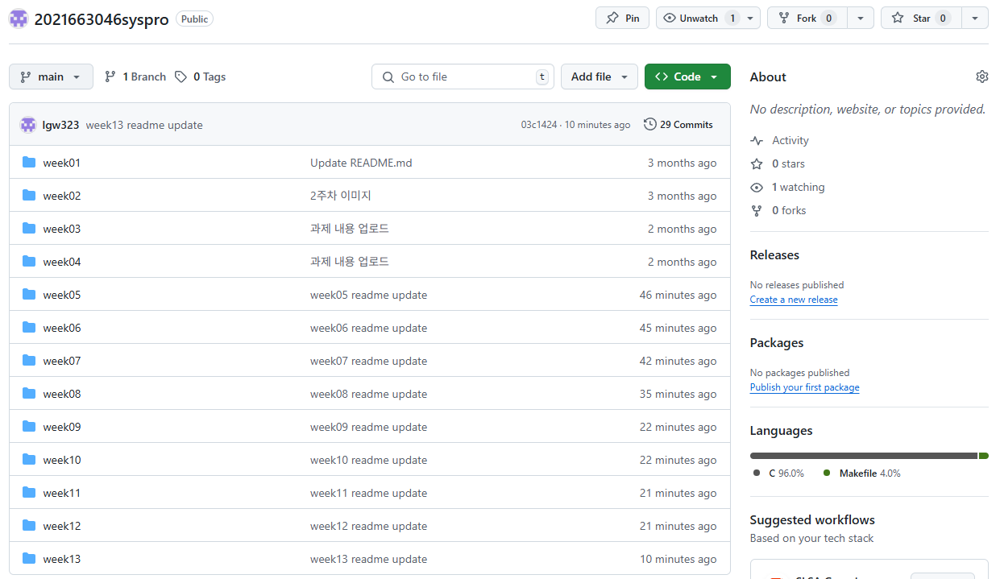 2021663046syspro Public Pin Unwatch 1 Fork 0 Star 0
main 1 Branch 0 Tags Go to file t Add file Code
lgw323 week13 readme update 03c1424 · 10 minutes ago 29 Commits
week01 Update README.md 3 months ago
week02 2주차 이미지 3 months ago
week03 과제 내용 업로드 2 months ago
week04 과제 내용 업로드 2 months ago
week05 week05 readme update 46 minutes ago
week06 week06 readme update 45 minutes ago
week07 week07 readme update 42 minutes ago
week08 week08 readme update 35 minutes ago
week09 week09 readme update 22 minutes ago
week10 week10 readme update 22 minutes ago
week11 week11 readme update 21 minutes ago
week12 week12 readme update 21 minutes ago
week13 week13 readme update 10 minutes ago
About
No description, website, or topics provided.
Activity
0 stars
1 watching
0 forks
Releases
No releases published
Create a new release
Packages
No packages published
Publish your first package
Languages
C 96.0% Makefile 4.0%
Suggested workflows
Based on your tech stack